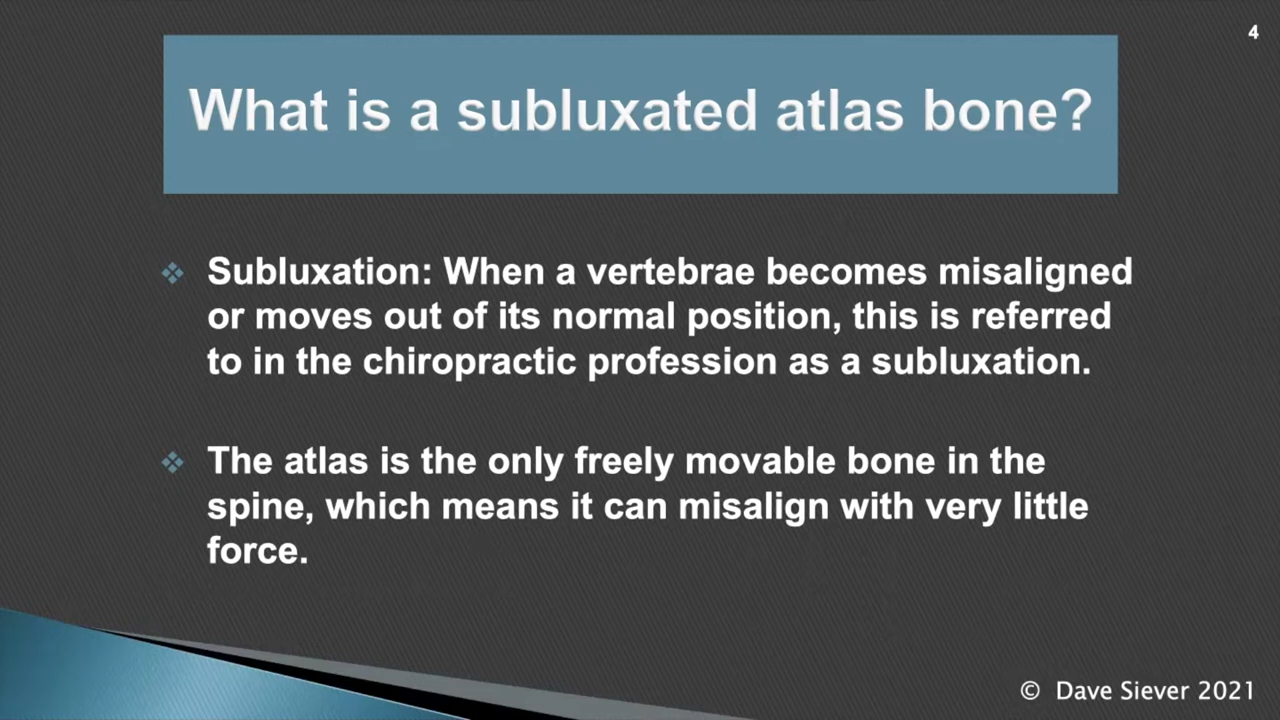 4
What is a subluxated atlas bone?
❖ Subluxation: When a vertebrae becomes misaligned
or moves out of its normal position, this is referred
to in the chiropractic profession as a subluxation.
❖ The atlas is the only freely movable bone in the
spine, which means it can misalign with very little
force.
© Dave Siever 2021